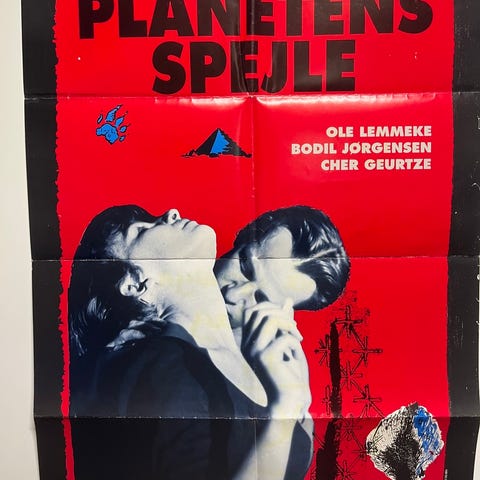 PLANETENS
SPEJLE
OLE LEMMEKE
BODIL JØRGENSEN
CHER GEURTZE